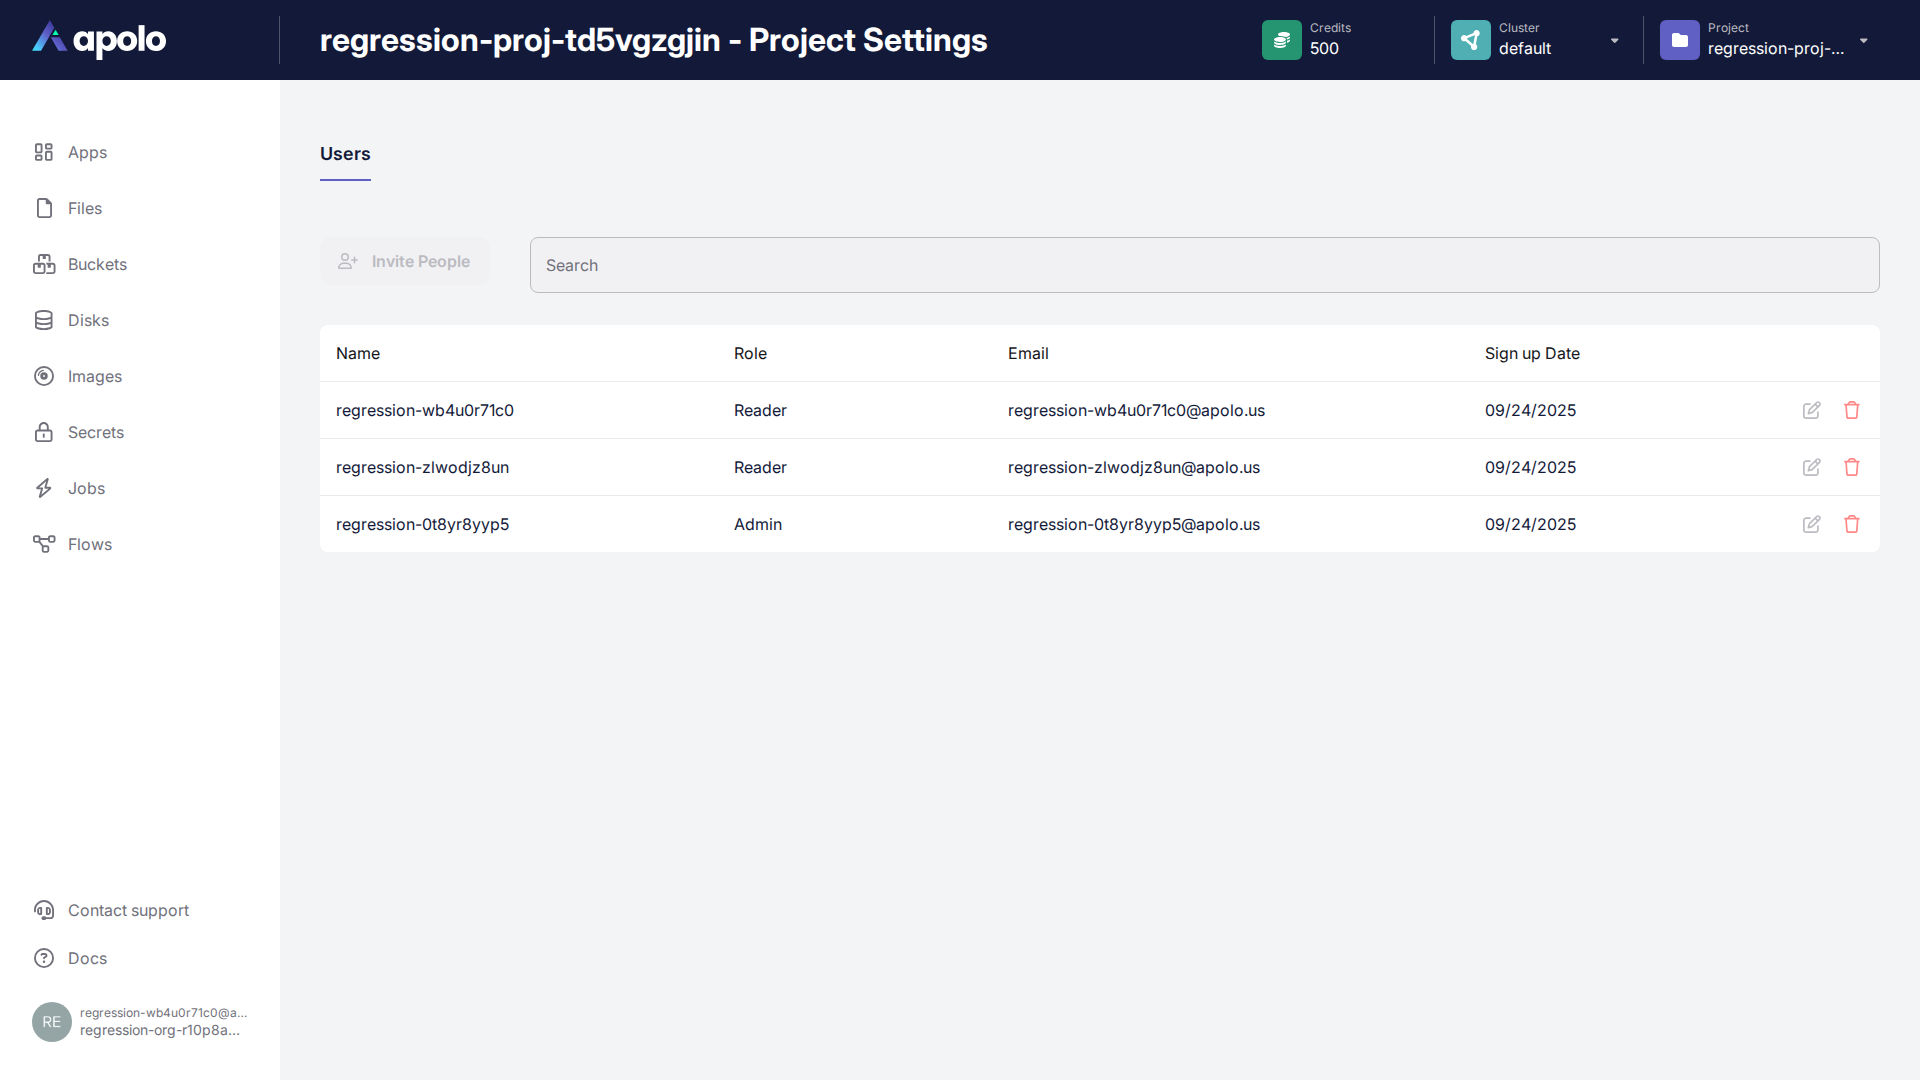 apolo
regression-proj-td5vgzgjin - Project Settings
Credits
500
Cluster
default
Project
regression-proj-...
Apps
Files
Buckets
Disks
Images
Secrets
Jobs
Flows
Contact support
Docs
RE
regression-wb4u0r71c0@a...
regression-org-r10p8a...
Users
Invite People
Search
Name Role Email Sign up Date
regression-wb4u0r71c0 Reader regression-wb4u0r71c0@apolo.us 09/24/2025
regression-zlwodjz8un Reader regression-zlwodjz8un@apolo.us 09/24/2025
regression-0t8yr8yyp5 Admin regression-0t8yr8yyp5@apolo.us 09/24/2025